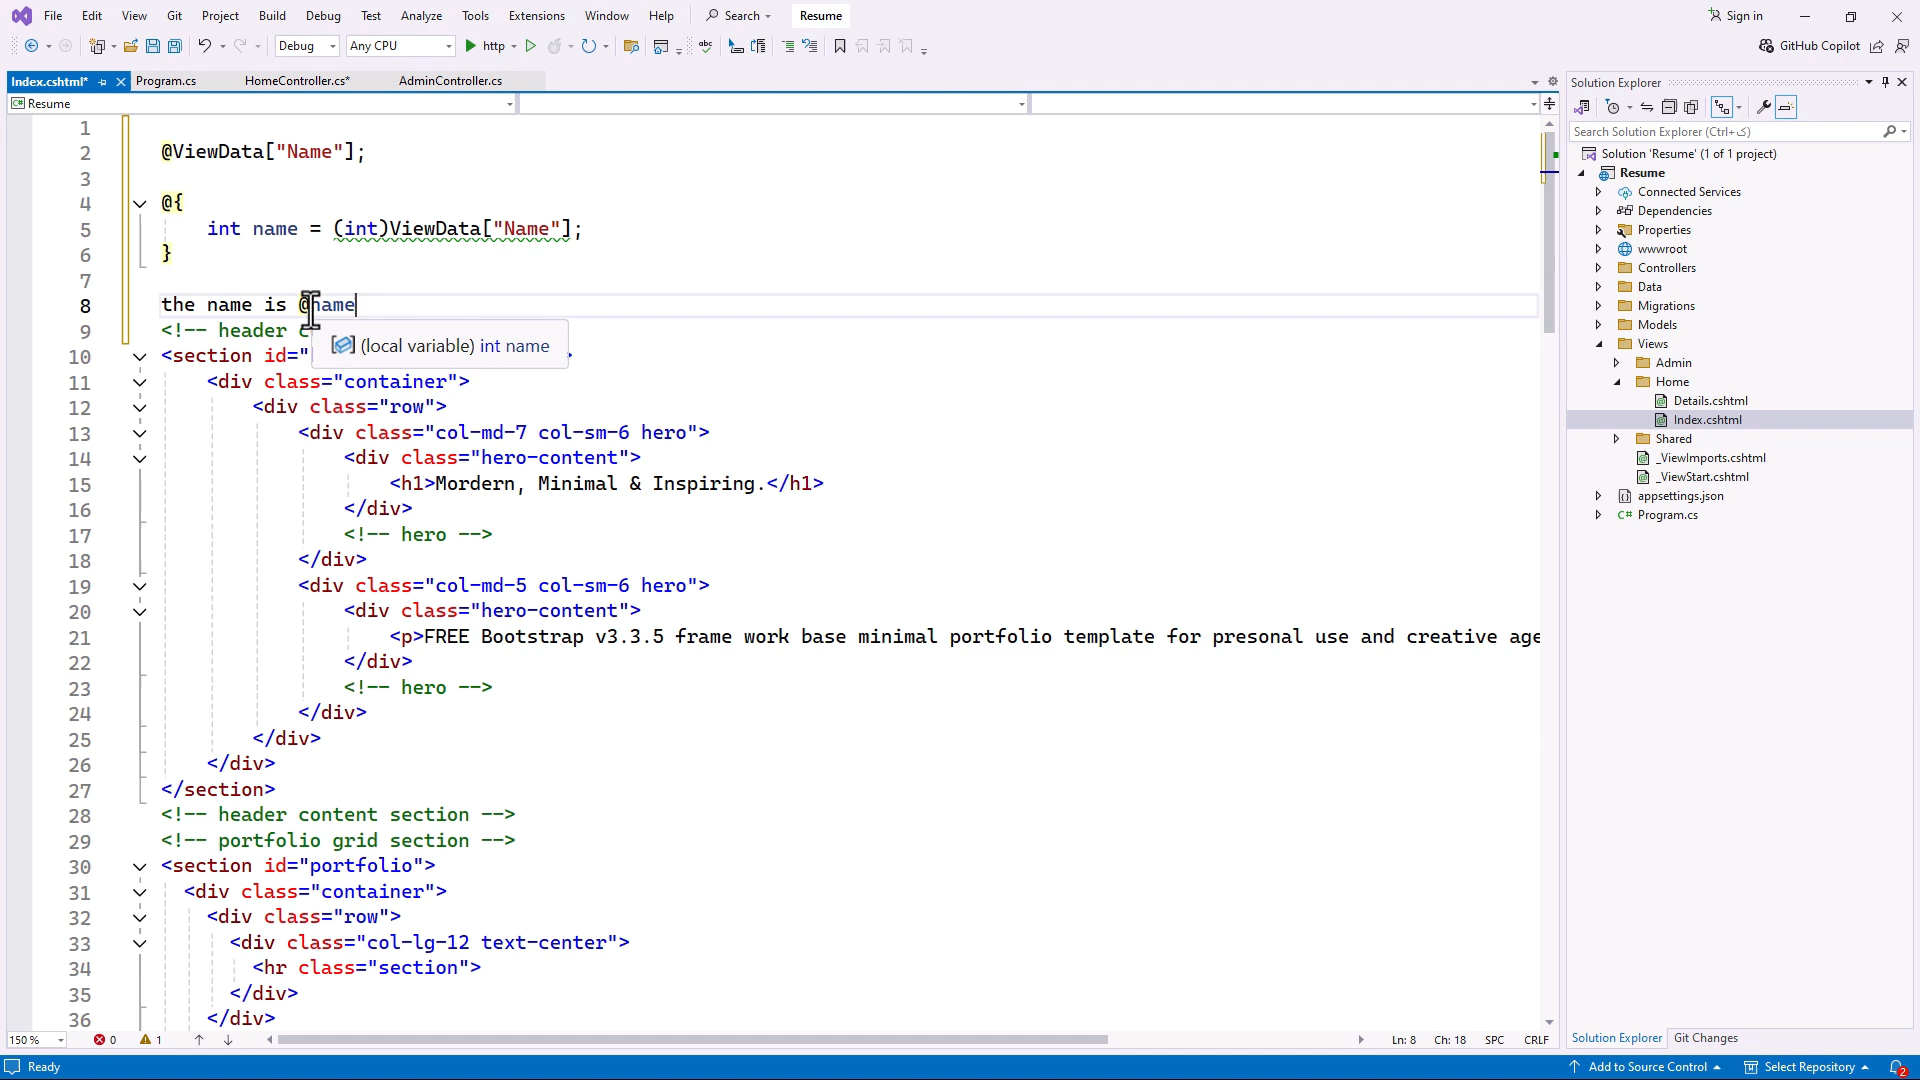 File Edit View Git Project Build Debug Test Analyze Tools Extensions Window Help Search Resume Sign in
Debug Any CPU http GitHub Copilot
Index.cshtml* Program.cs HomeController.cs* AdminController.cs
Resume
1
2 @ViewData["Name"];
3
4 @{
5 int name = (int)ViewData["Name"];
6 }
7
8 the name is @name
9 <!-- header c
(local variable) int name
10 <section id="
11 <div class="container">
12 <div class="row">
13 <div class="col-md-7 col-sm-6 hero">
14 <div class="hero-content">
15 <h1>Mordern, Minimal & Inspiring.</h1>
16 </div>
17 <!-- hero -->
18 </div>
19 <div class="col-md-5 col-sm-6 hero">
20 <div class="hero-content">
21 <p>FREE Bootstrap v3.3.5 frame work base minimal portfolio template for presonal use and creative age
22 </div>
23 <!-- hero -->
24 </div>
25 </div>
26 </div>
27 </section>
28 <!-- header content section -->
29 <!-- portfolio grid section -->
30 <section id="portfolio">
31 <div class="container">
32 <div class="row">
33 <div class="col-lg-12 text-center">
34 <hr class="section">
35 </div>
36 </div>
150 % 0 1 Ln: 8 Ch: 18 SPC CRLF
Solution Explorer
Search Solution Explorer (Ctrl+ک)
Solution 'Resume' (1 of 1 project)
Resume
Connected Services
Dependencies
Properties
wwwroot
Controllers
Data
Migrations
Models
Views
Admin
Home
Details.cshtml
Index.cshtml
Shared
_ViewImports.cshtml
_ViewStart.cshtml
appsettings.json
Program.cs
Solution Explorer Git Changes
Ready Add to Source Control Select Repository 2